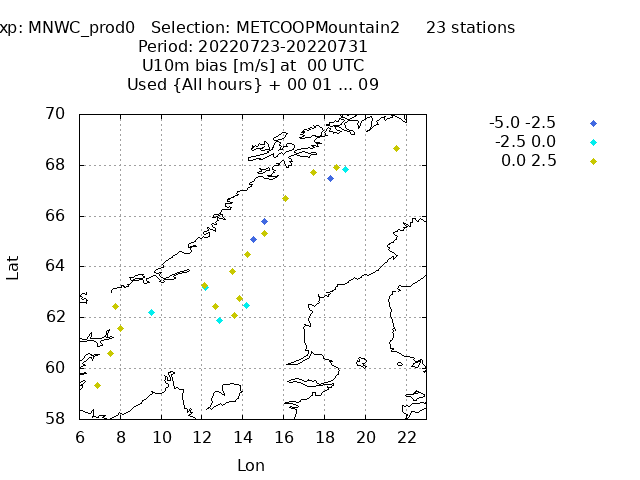 xp: MNWC_prod0 Selection: METCOOPMountain2 23 stations
Period: 20220723-20220731
U10m bias [m/s] at 00 UTC
Used {All hours} + 00 01 ... 09
-5.0 -2.5
-2.5 0.0
0.0 2.5
70
68
66
64
62
60
58
6 8 10 12 14 16 18 20 22
Lat
Lon